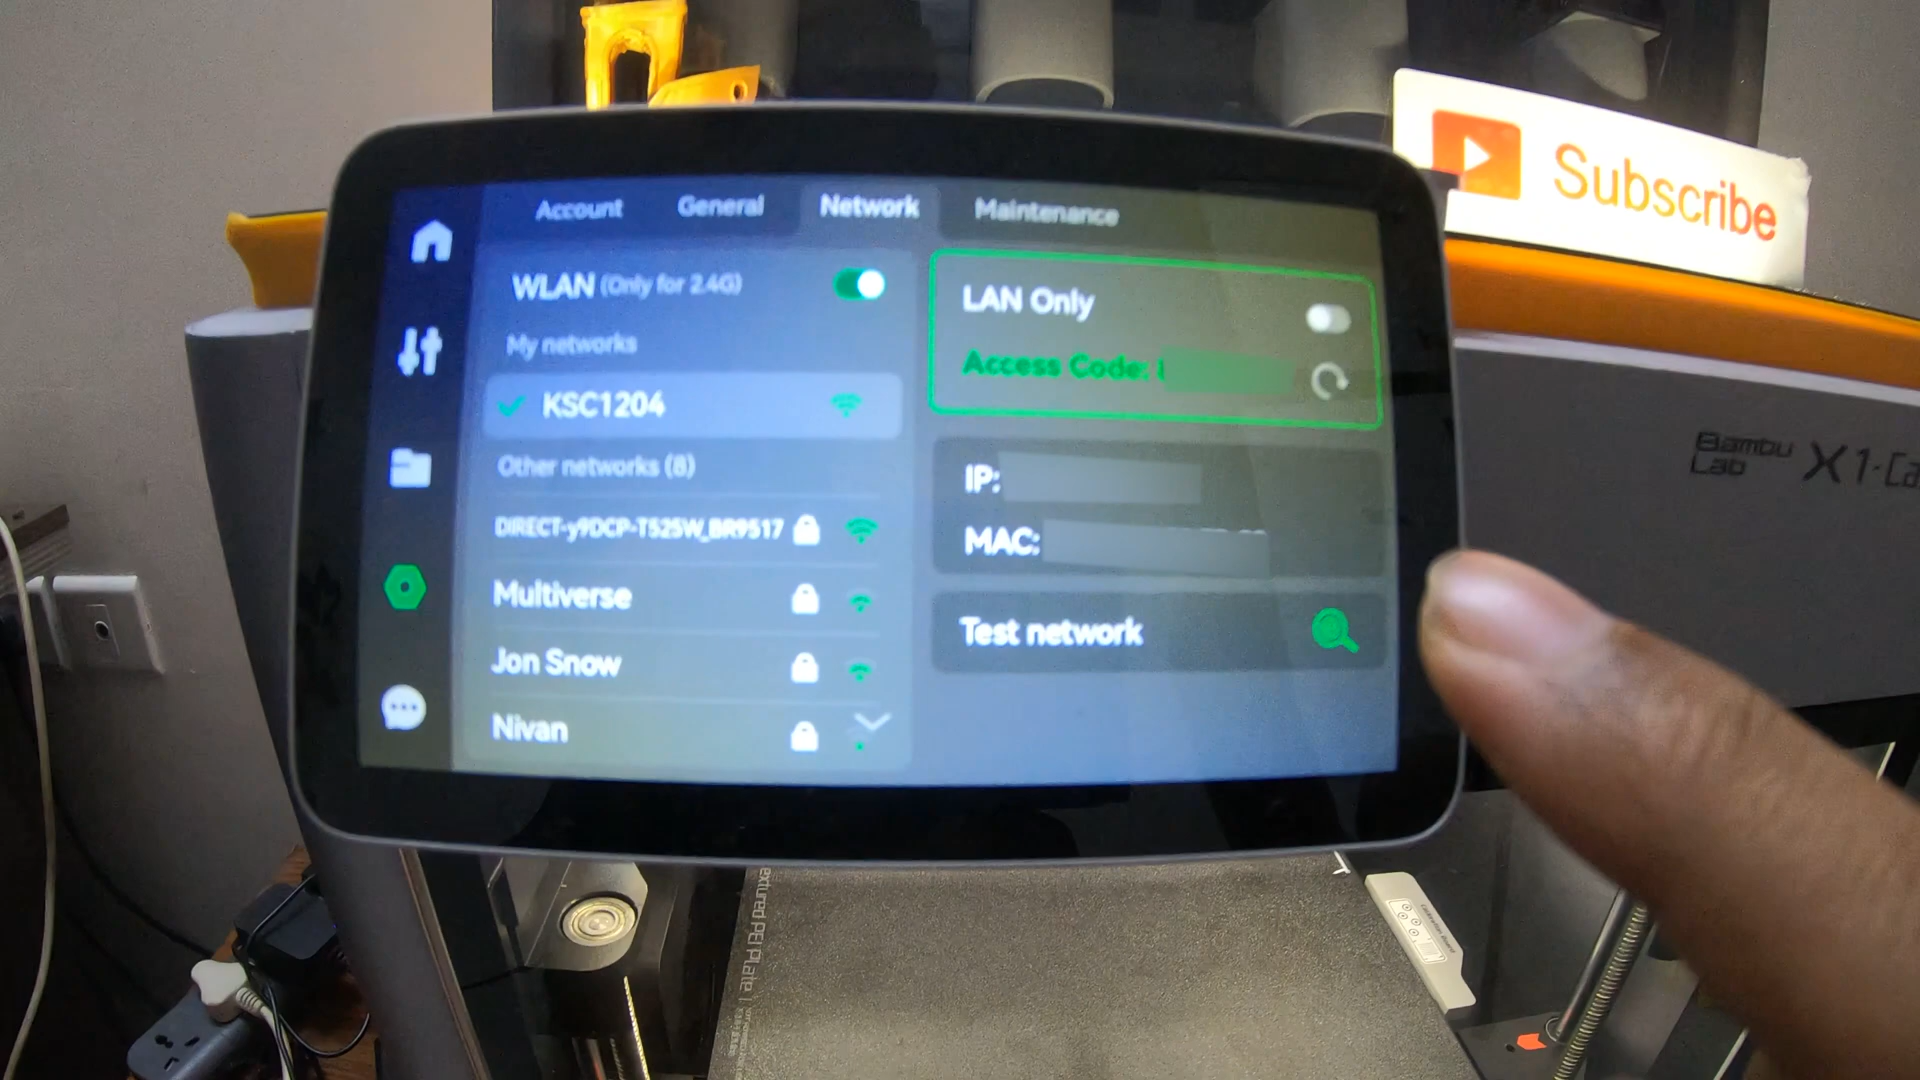 Subscribe
Account General Network Maintenance
WLAN (Only for 2.4G)
My networks
KSC1204
Other networks (8)
DIRECT-y9DCP-T525W_BR9517
Multiverse
Jon Snow
Nivan
LAN Only
Access Code:
IP:
MAC:
Test network
Bambu
Lab
X1-Ca
extured PEI Plate